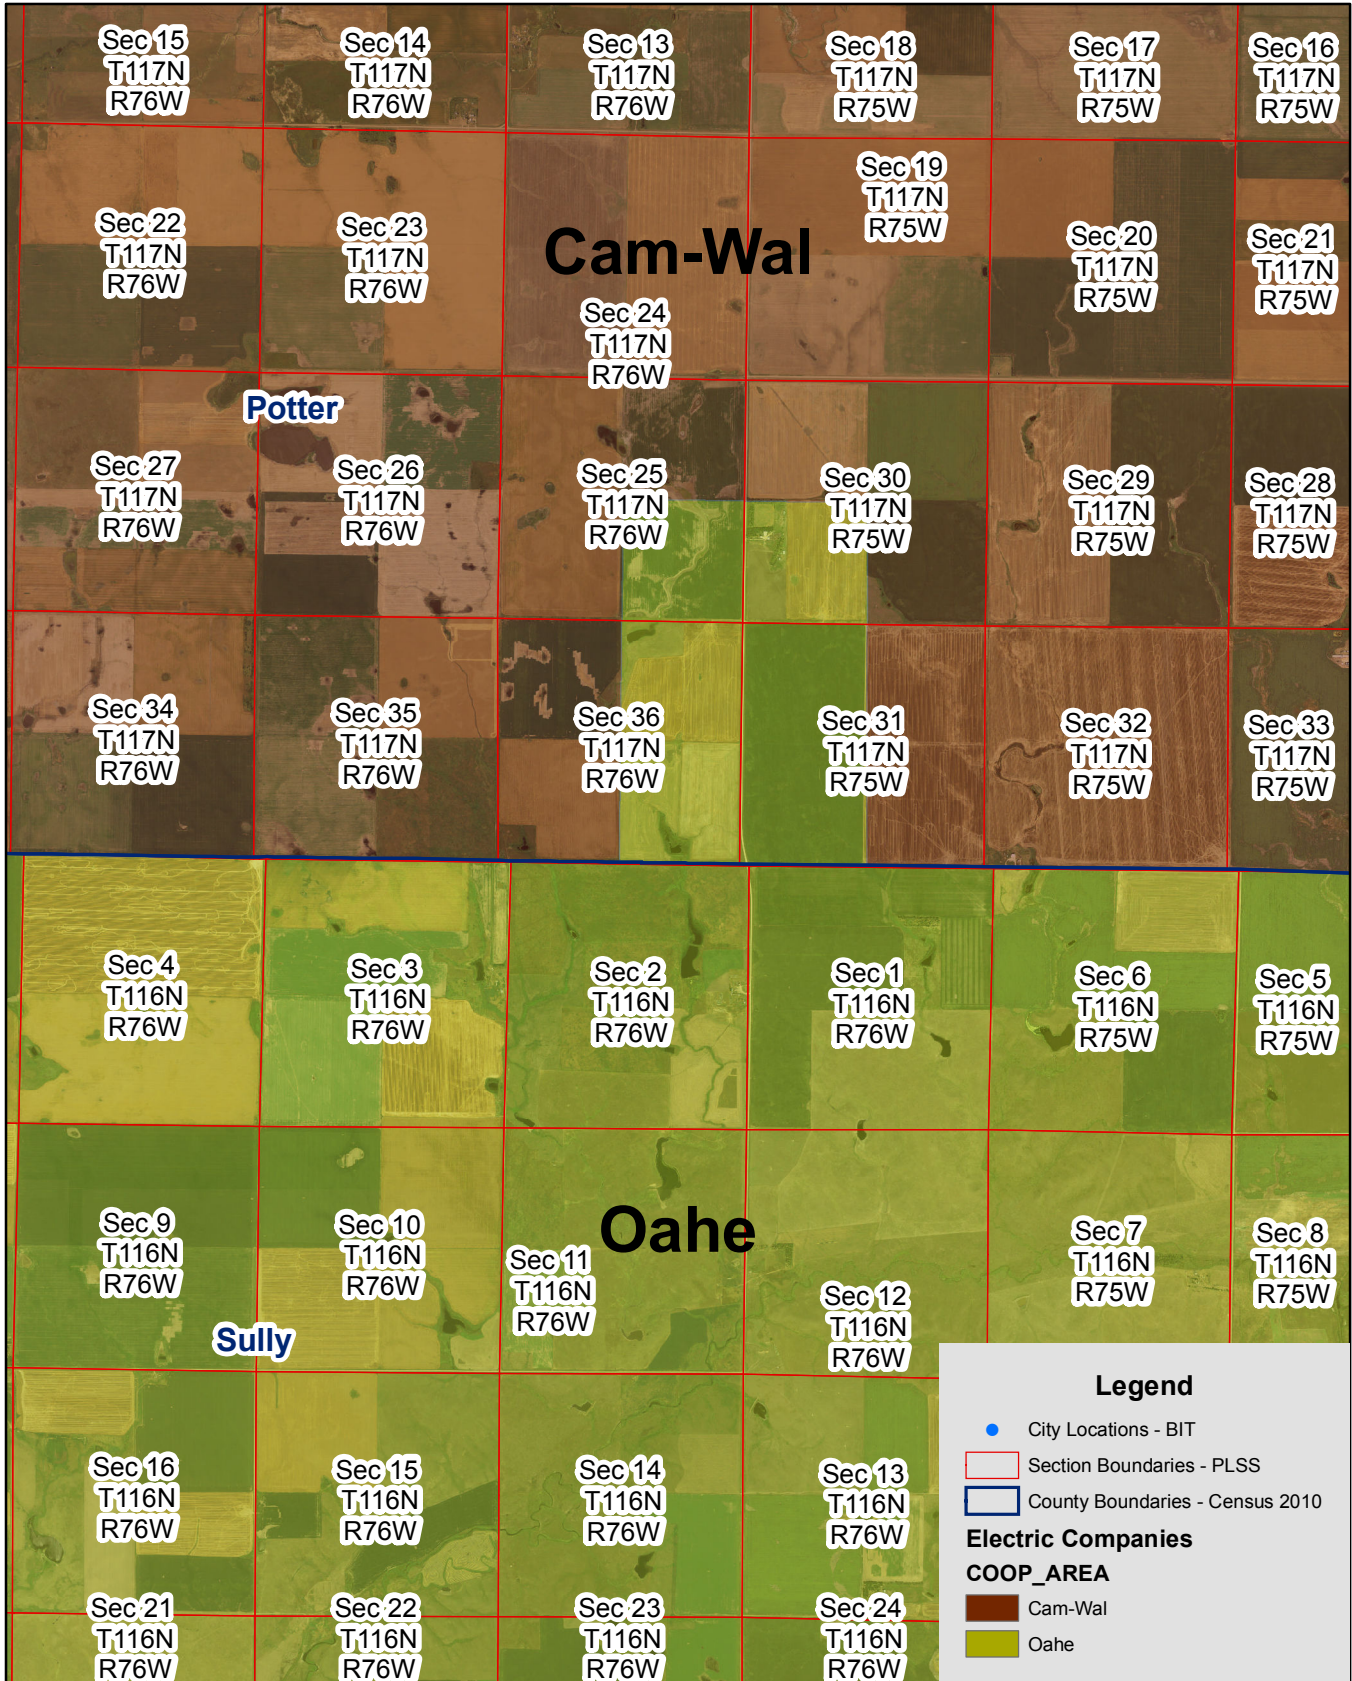 Sec 15
T117N
R76W
Sec 14
T117N
R76W
Sec 13
T117N
R76W
Sec 18
T117N
R75W
Sec 17
T117N
R75W
Sec 16
T117N
R75W
Sec 22
T117N
R76W
Sec 23
T117N
R76W
Cam-Wal
Sec 24
T117N
R76W
Sec 19
T117N
R75W
Sec 20
T117N
R75W
Sec 21
T117N
R75W
Potter
Sec 27
T117N
R76W
Sec 26
T117N
R76W
Sec 25
T117N
R76W
Sec 30
T117N
R75W
Sec 29
T117N
R75W
Sec 28
T117N
R75W
Sec 34
T117N
R76W
Sec 35
T117N
R76W
Sec 36
T117N
R76W
Sec 31
T117N
R75W
Sec 32
T117N
R75W
Sec 33
T117N
R75W
Sec 4
T116N
R76W
Sec 3
T116N
R76W
Sec 2
T116N
R76W
Sec 1
T116N
R76W
Sec 6
T116N
R75W
Sec 5
T116N
R75W
Sec 9
T116N
R76W
Sec 10
T116N
R76W
Oahe
Sec 11
T116N
R76W
Sec 12
T116N
R76W
Sec 7
T116N
R75W
Sec 8
T116N
R75W
Sully
Sec 16
T116N
R76W
Sec 15
T116N
R76W
Sec 14
T116N
R76W
Sec 13
T116N
R76W
Sec 21
T116N
R76W
Sec 22
T116N
R76W
Sec 23
T116N
R76W
Sec 24
T116N
R76W
Legend
City Locations - BIT
Section Boundaries - PLSS
County Boundaries - Census 2010
Electric Companies
COOP_AREA
Cam-Wal
Oahe